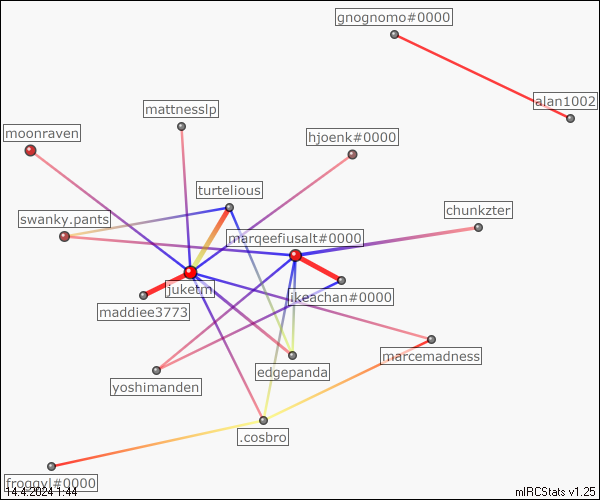 gnognomo#0000
alan1002
mattnesslp
moonraven
hjoenk#0000
turtelious
chunkzter
swanky.pants
marqeefiusalt#0000
juketm
ikeachan#0000
maddiee3773
marcemadness
edgepanda
yoshimanden
.cosbro
froggyl#0000
14.4.2024 1:44
mIRCStats v1.25